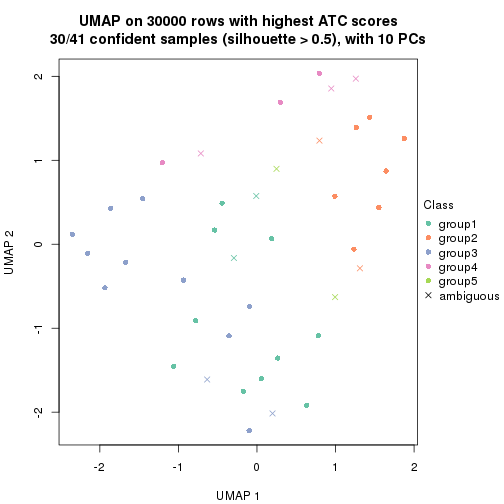 UMAP on 30000 rows with highest ATC scores
30/41 confident samples (silhouette > 0.5), with 10 PCs
2
1
0
-1
-2
UMAP 2
-2
-1
0
1
2
UMAP 1
Class
group1
group2
group3
group4
group5
ambiguous